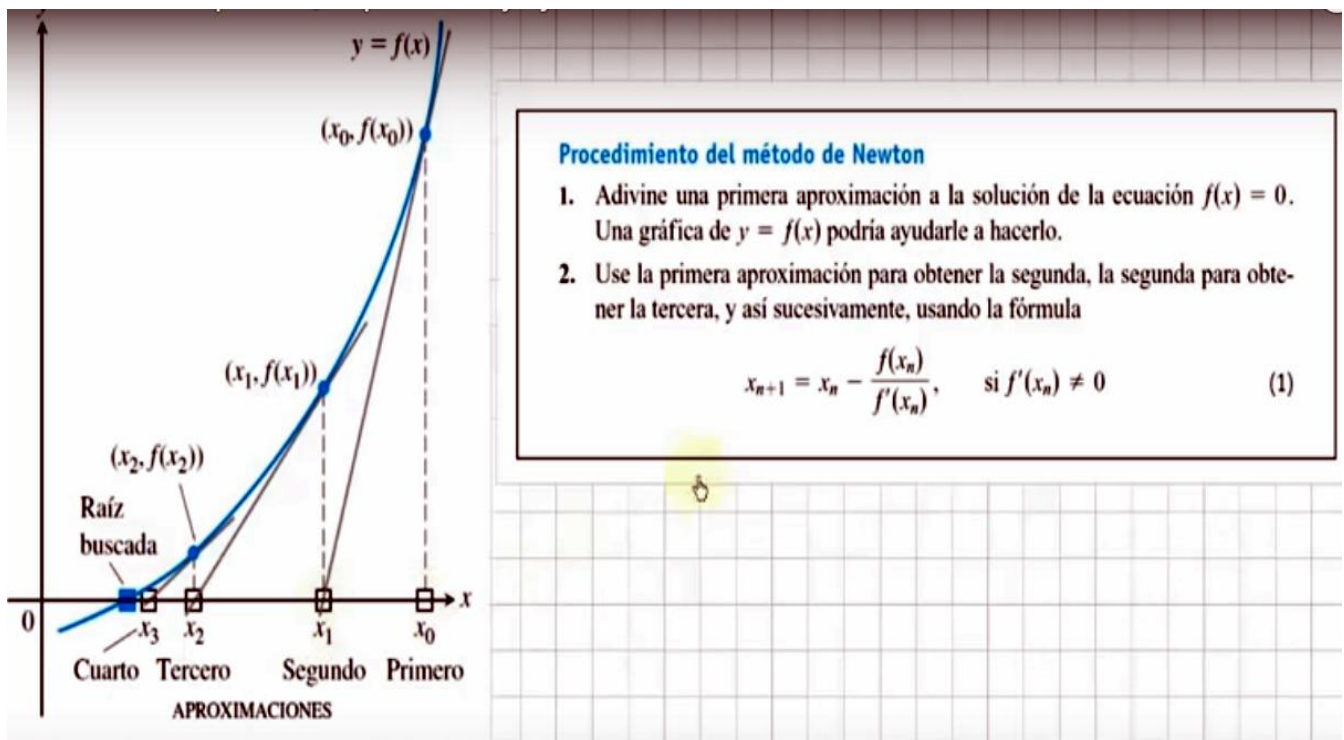 y = f(x)
(x₀, f(x₀))
(x₁, f(x₁))
(x₂, f(x₂))
Raíz
buscada
0
x
x₃ x₂ x₁ x₀
Cuarto Tercero Segundo Primero
APROXIMACIONES
Procedimiento del método de Newton
1. Adivine una primera aproximación a la solución de la ecuación f(x) = 0.
Una gráfica de y = f(x) podría ayudarle a hacerlo.
2. Use la primera aproximación para obtener la segunda, la segunda para obte-
ner la tercera, y así sucesivamente, usando la fórmula
xₙ₊₁ = xₙ − f(xₙ)/f′(xₙ), si f′(xₙ) ≠ 0 (1)